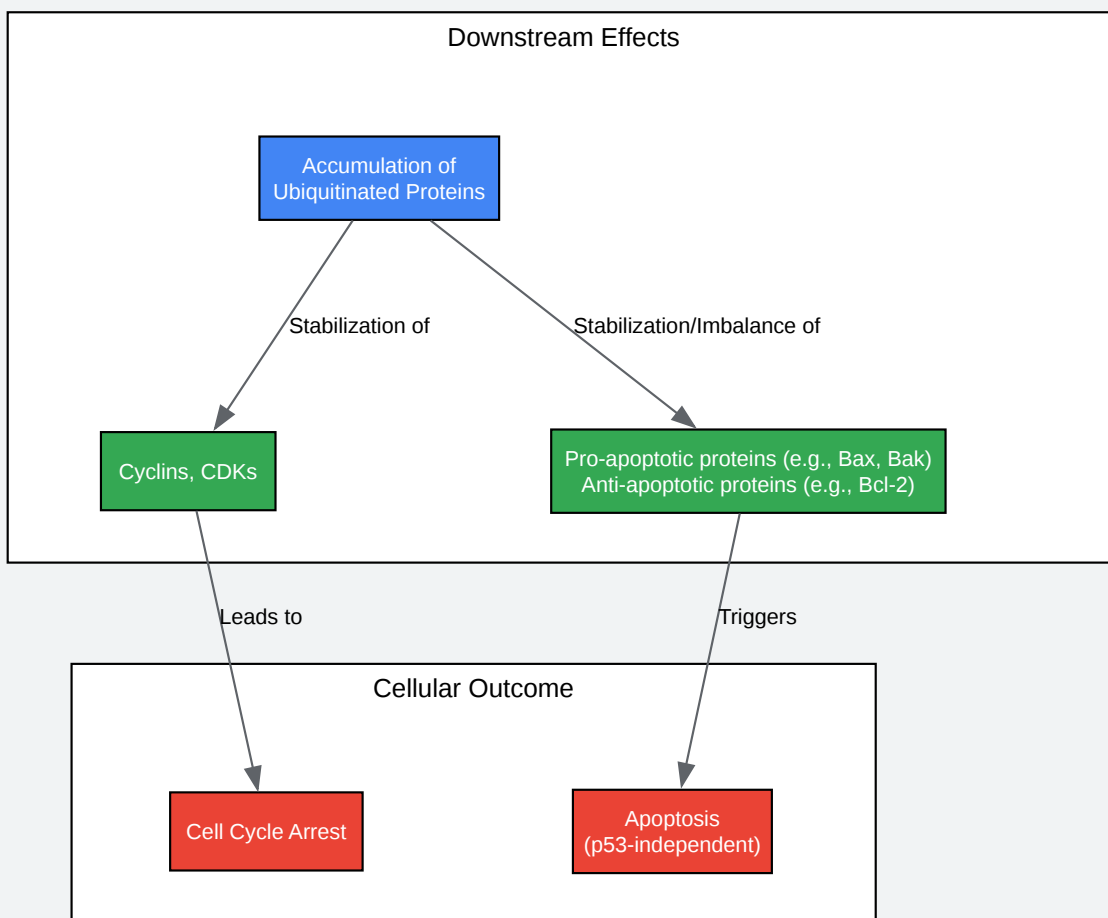 Downstream Effects
Accumulation of
Ubiquitinated Proteins
Stabilization of
Stabilization/Imbalance of
Cyclins, CDKs
Pro-apoptotic proteins (e.g., Bax, Bak)
Anti-apoptotic proteins (e.g., Bcl-2)
Leads to
Triggers
Cellular Outcome
Cell Cycle Arrest
Apoptosis
(p53-independent)